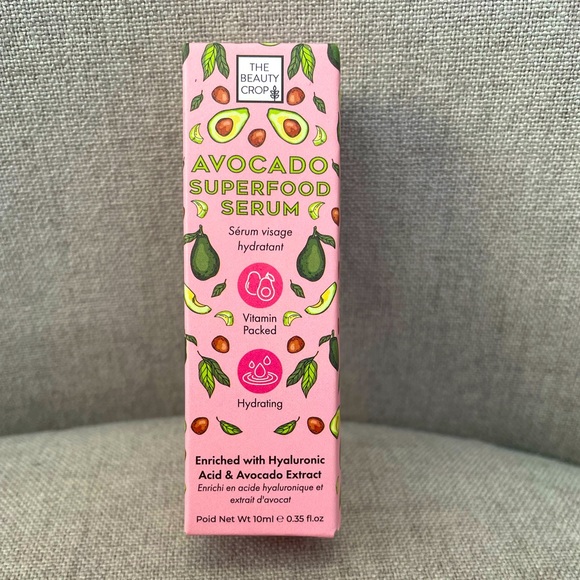 THE
BEAUTY
CROP
AVOCADO
SUPERFOOD
SERUM
Sérum visage
hydratant
Vitamin
Packed
Hydrating
Enriched with Hyaluronic
Acid & Avocado Extract
Enrichi en acide hyaluronique et
extrait d'avocat
Poid Net Wt 10ml ℮ 0.35 fl.oz